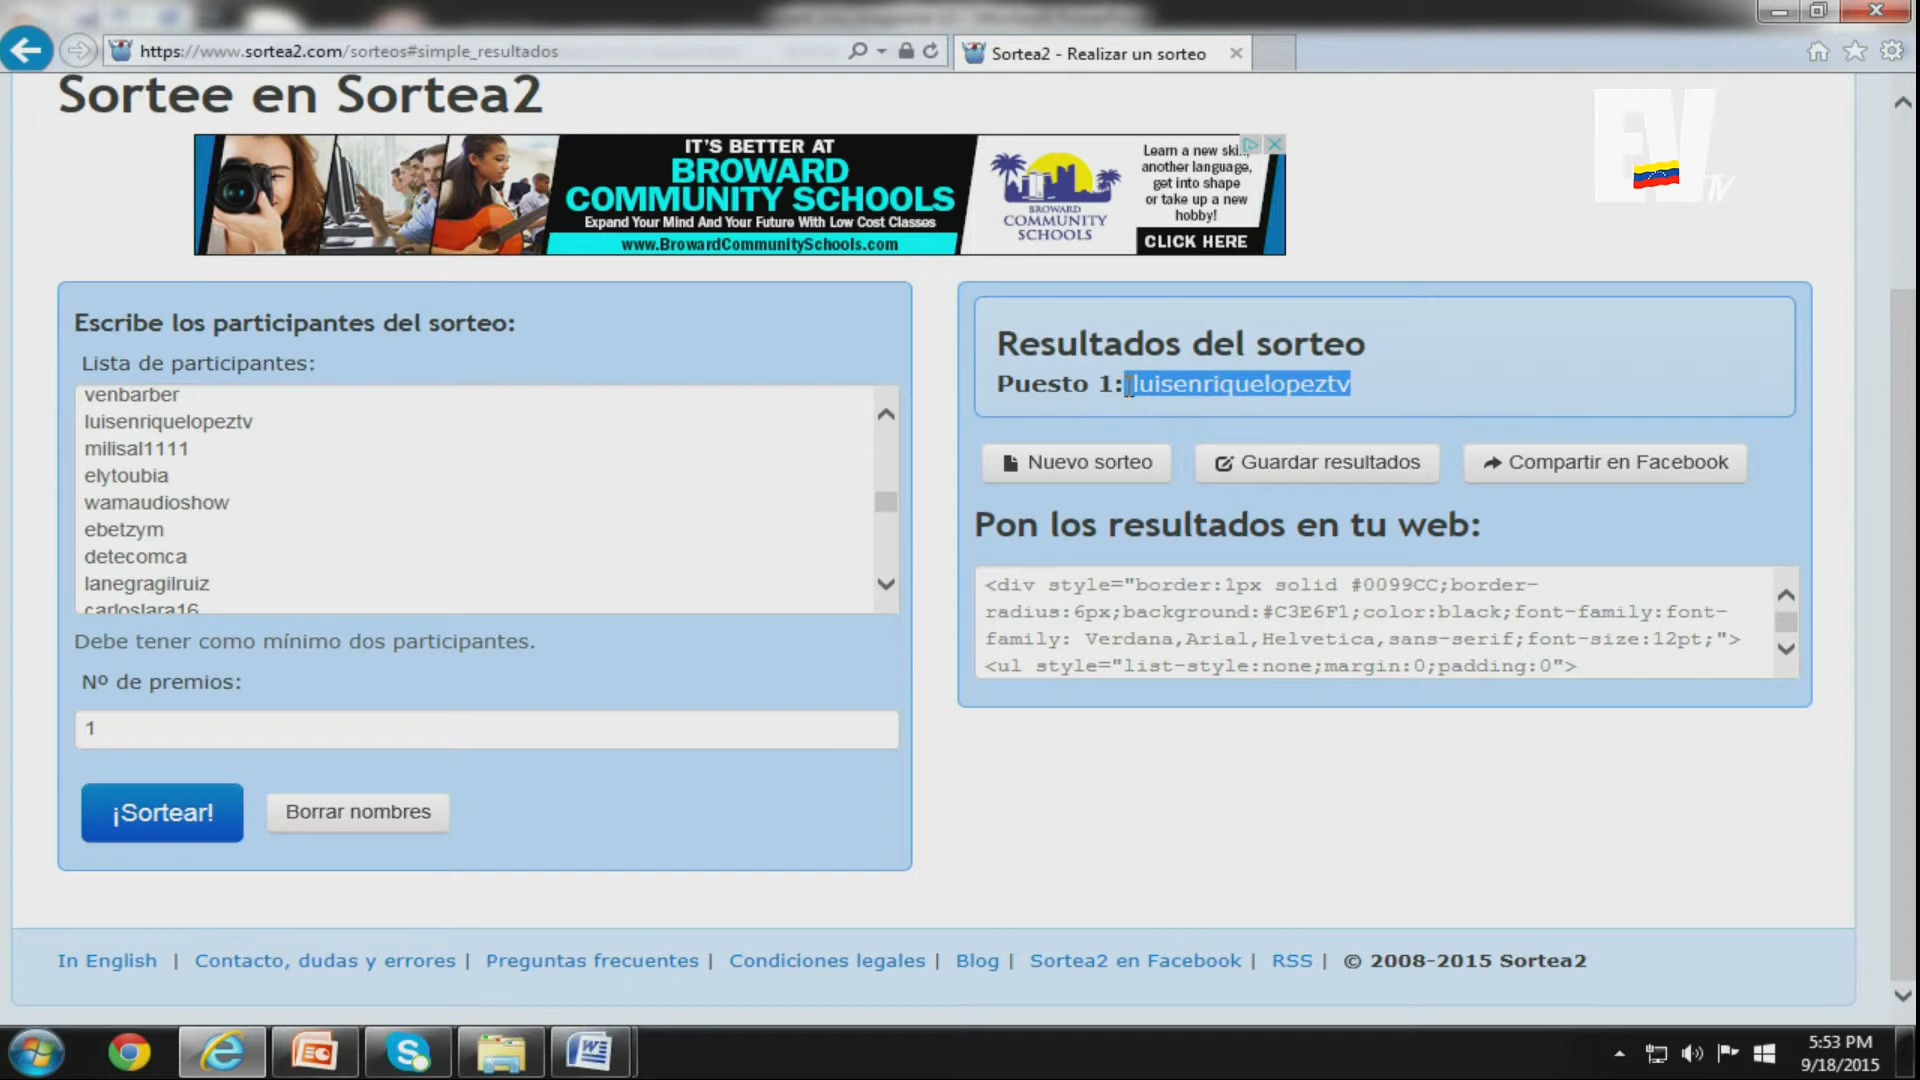 https://www.sortea2.com/sorteos#simple_resultados
Sortea2 - Realizar un sorteo
Sortee en Sortea2
IT'S BETTER AT
BROWARD
COMMUNITY SCHOOLS
Expand Your Mind And Your Future With Low Cost Classes
www.BrowardCommunitySchools.com
BROWARD
COMMUNITY
SCHOOLS
Learn a new
another language,
get into shape
or take up a new
hobby!
CLICK HERE
EV
TV
Escribe los participantes del sorteo:
Lista de participantes:
venbarber
luisenriquelopeztv
milisal1111
elytoubia
wamaudioshow
ebetzym
detecomca
lanegragilruiz
carloslara16
Debe tener como mínimo dos participantes.
Nº de premios:
1
¡Sortear!
Borrar nombres
Resultados del sorteo
Puesto 1: luisenriquelopeztv
Nuevo sorteo
Guardar resultados
Compartir en Facebook
Pon los resultados en tu web:
<div style="border:1px solid #0099CC;border-
radius:6px;background:#C3E6F1;color:black;font-family:font-
family: Verdana,Arial,Helvetica,sans-serif;font-size:12pt;">
<ul style="list-style:none;margin:0;padding:0">
In English | Contacto, dudas y errores | Preguntas frecuentes | Condiciones legales | Blog | Sortea2 en Facebook | RSS | © 2008-2015 Sortea2
5:53 PM
9/18/2015